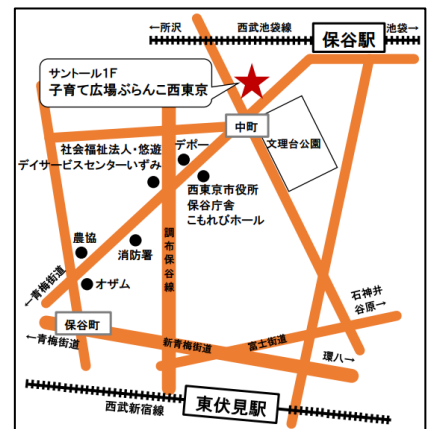 ←所沢
西武池袋線
池袋→
保谷駅
サントール1F
子育て広場ぶらんこ西東京
中町
文理台公園
社会福祉法人・悠遊
デイサービスセンターいずみ
デポー
西東京市役所
保谷庁舎
こもれびホール
調布保谷線
農協
消防署
オザム
←青梅街道
保谷町
←青梅街道
新青梅街道
富士街道
石神井
谷原→
環八→
西武新宿線
東伏見駅